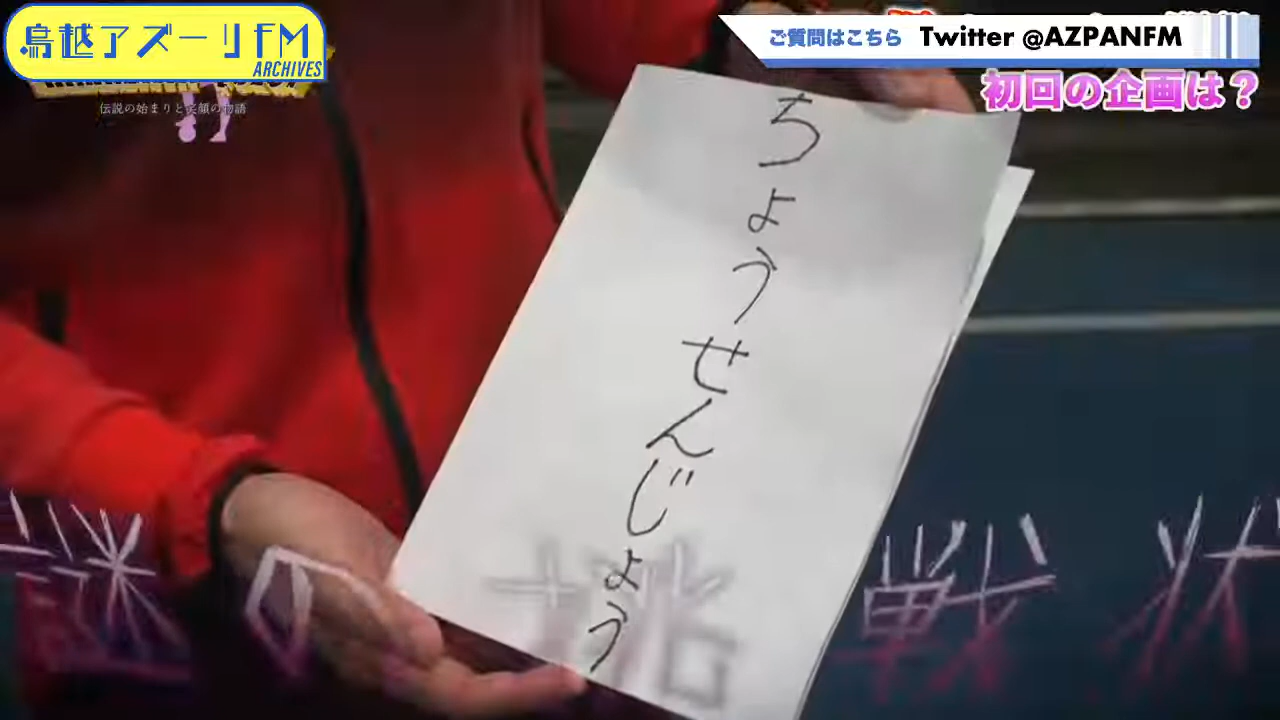 鳥越アズーリFM
ARCHIVES
伝説の始まりと笑顔の物語
ご質問はこちら Twitter @AZPANFM
初回の企画は?
ちょうせんじょう
謎の挑戦状